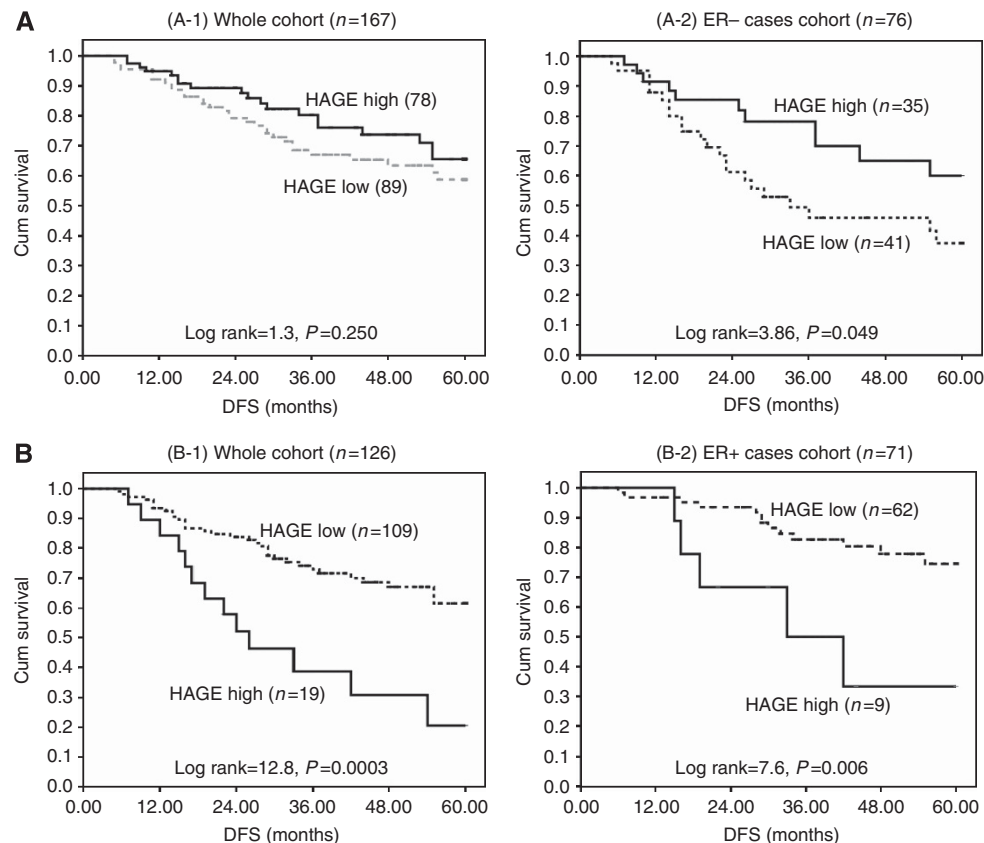 A
(A-1) Whole cohort (n=167)
1.0
0.9
0.8
0.7
0.6
0.5
0.4
0.3
0.2
0.1
0.0
Cum survival
HAGE high (78)
HAGE low (89)
Log rank=1.3, P=0.250
0.00 12.00 24.00 36.00 48.00 60.00
DFS (months)
(A-2) ER– cases cohort (n=76)
1.0
0.9
0.8
0.7
0.6
0.5
0.4
0.3
0.2
0.1
0.0
Cum survival
HAGE high (n=35)
HAGE low (n=41)
Log rank=3.86, P=0.049
0.00 12.00 24.00 36.00 48.00 60.00
DFS (months)
B
(B-1) Whole cohort (n=126)
1.0
0.9
0.8
0.7
0.6
0.5
0.4
0.3
0.2
0.1
0.0
Cum survival
HAGE low (n=109)
HAGE high (n=19)
Log rank=12.8, P=0.0003
0.00 12.00 24.00 36.00 48.00 60.00
DFS (months)
(B-2) ER+ cases cohort (n=71)
1.0
0.9
0.8
0.7
0.6
0.5
0.4
0.3
0.2
0.1
0.0
Cum survival
HAGE low (n=62)
HAGE high (n=9)
Log rank=7.6, P=0.006
0.00 12.00 24.00 36.00 48.00 60.00
DFS (months)